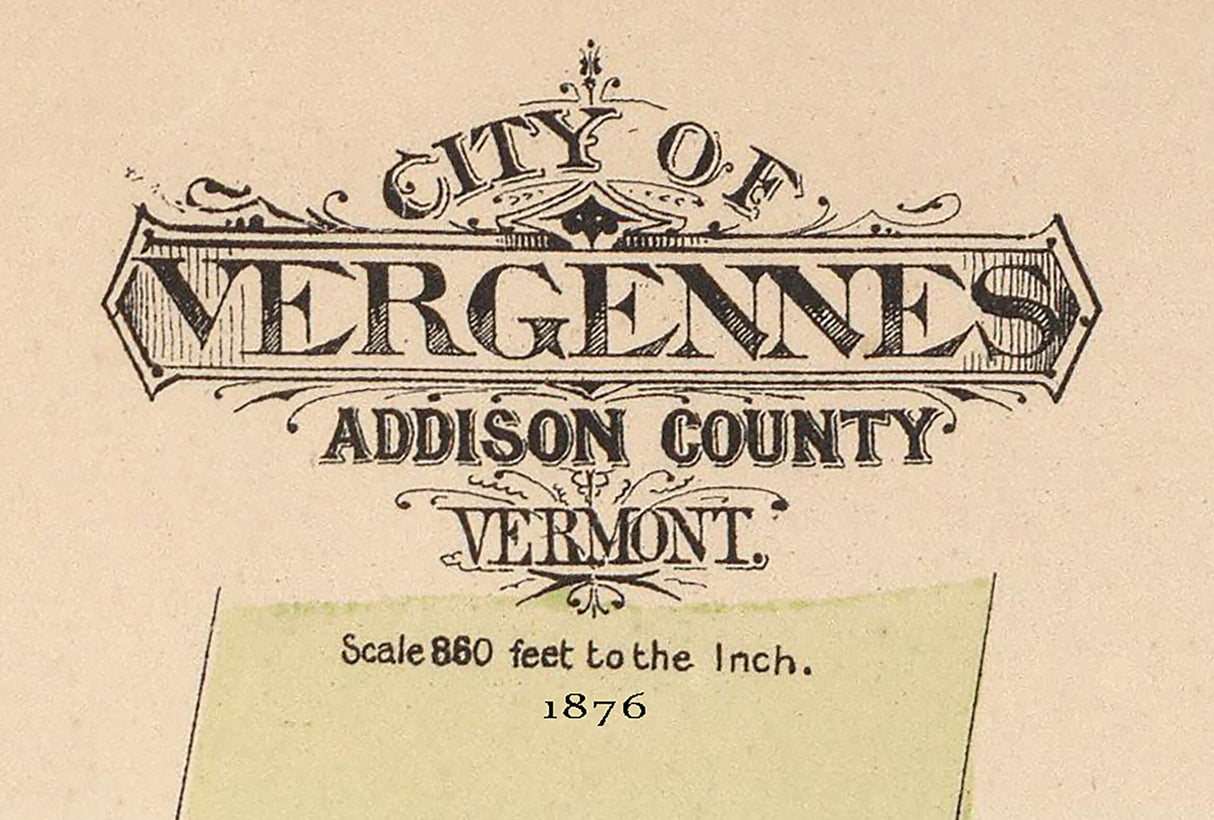 CITY OF
VERGENNES
ADDISON COUNTY
VERMONT.
Scale 860 feet to the Inch.
1876